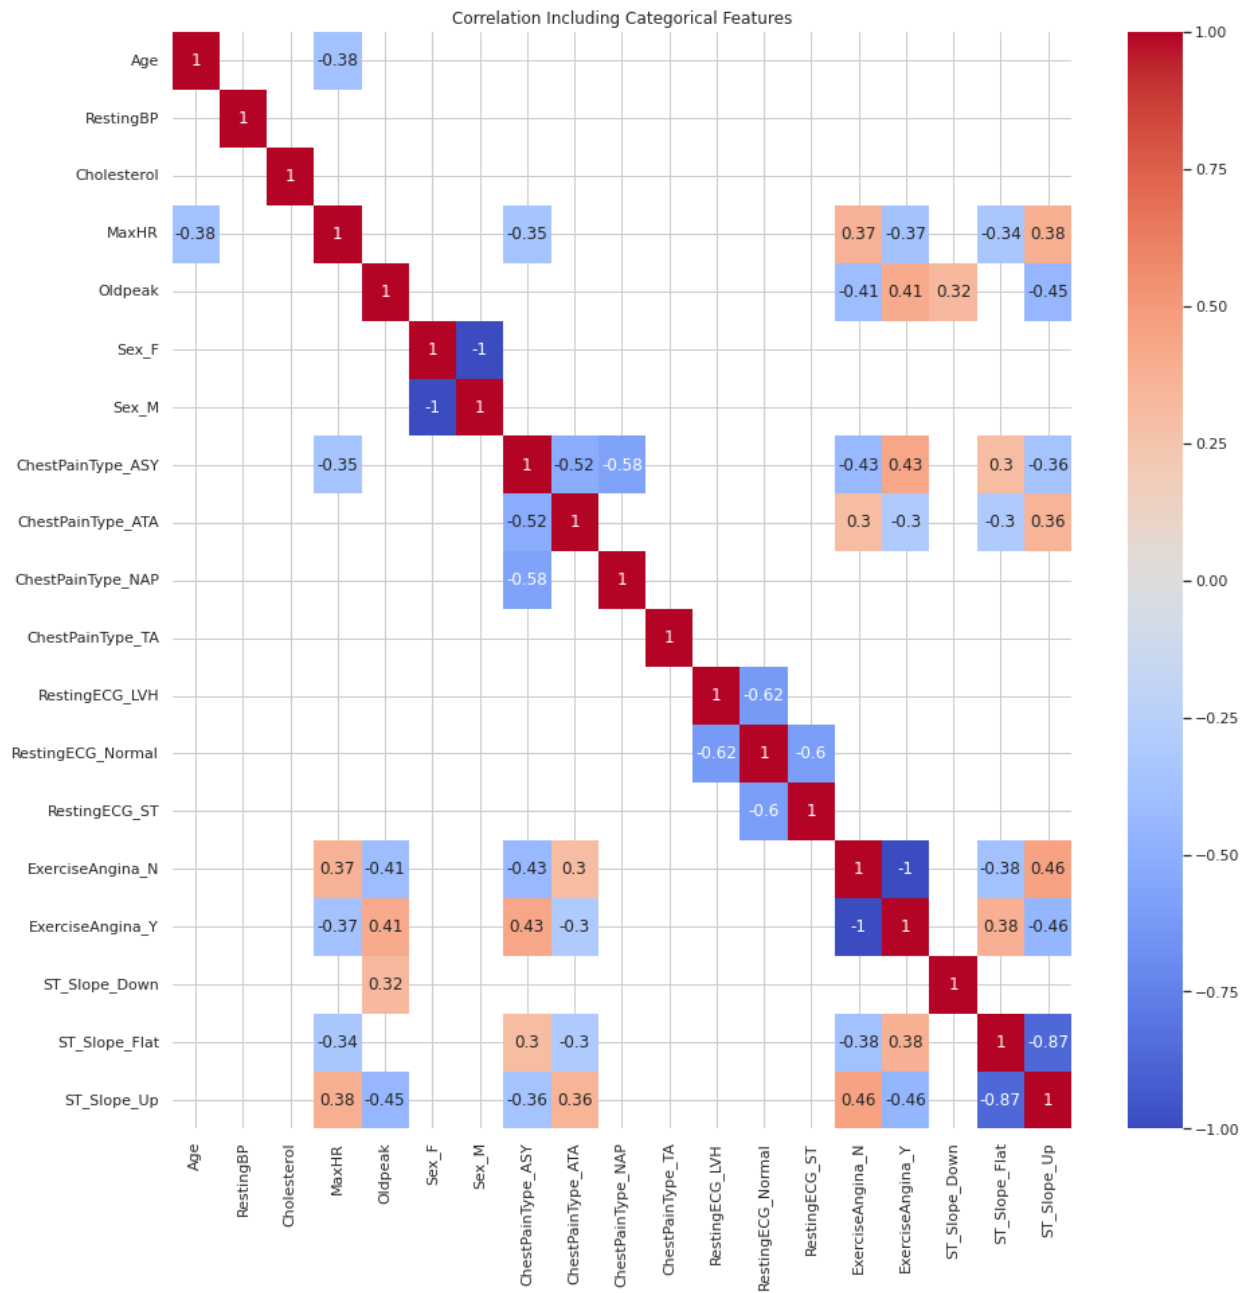 Correlation Including Categorical Features
Age 1 -0.38
RestingBP 1
Cholesterol 1
MaxHR -0.38 1 -0.35 0.37 -0.37 -0.34 0.38
Oldpeak 1 -0.41 0.41 0.32 -0.45
Sex_F 1 -1
Sex_M -1 1
ChestPainType_ASY -0.35 1 -0.52 -0.58 -0.43 0.43 0.3 -0.36
ChestPainType_ATA -0.52 1 0.3 -0.3 -0.3 0.36
ChestPainType_NAP -0.58 1
ChestPainType_TA 1
RestingECG_LVH 1 -0.62
RestingECG_Normal -0.62 1 -0.6
RestingECG_ST -0.6 1
ExerciseAngina_N 0.37 -0.41 -0.43 0.3 1 -1 -0.38 0.46
ExerciseAngina_Y -0.37 0.41 0.43 -0.3 -1 1 0.38 -0.46
ST_Slope_Down 0.32 1
ST_Slope_Flat -0.34 0.3 -0.3 -0.38 0.38 1 -0.87
ST_Slope_Up 0.38 -0.45 -0.36 0.36 0.46 -0.46 -0.87 1
Age
RestingBP
Cholesterol
MaxHR
Oldpeak
Sex_F
Sex_M
ChestPainType_ASY
ChestPainType_ATA
ChestPainType_NAP
ChestPainType_TA
RestingECG_LVH
RestingECG_Normal
RestingECG_ST
ExerciseAngina_N
ExerciseAngina_Y
ST_Slope_Down
ST_Slope_Flat
ST_Slope_Up
1.00
0.75
0.50
0.25
0.00
−0.25
−0.50
−0.75
−1.00